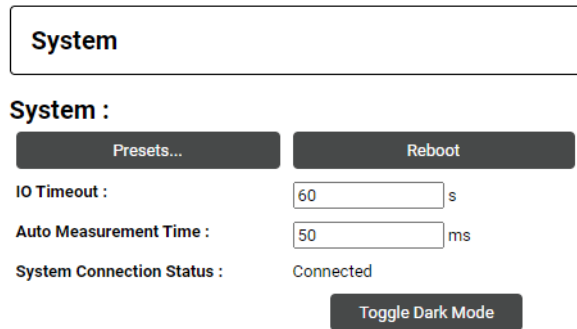 System
System :
Presets... Reboot
IO Timeout : 60 s
Auto Measurement Time : 50 ms
System Connection Status : Connected
Toggle Dark Mode